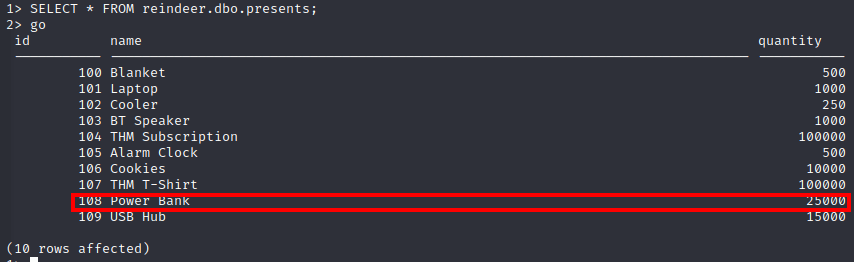 1> SELECT * FROM reindeer.dbo.presents;
2> go
id name quantity
100 Blanket 500
101 Laptop 1000
102 Cooler 250
103 BT Speaker 1000
104 THM Subscription 100000
105 Alarm Clock 500
106 Cookies 10000
107 THM T-Shirt 100000
108 Power Bank 25000
109 USB Hub 15000
(10 rows affected)
1>